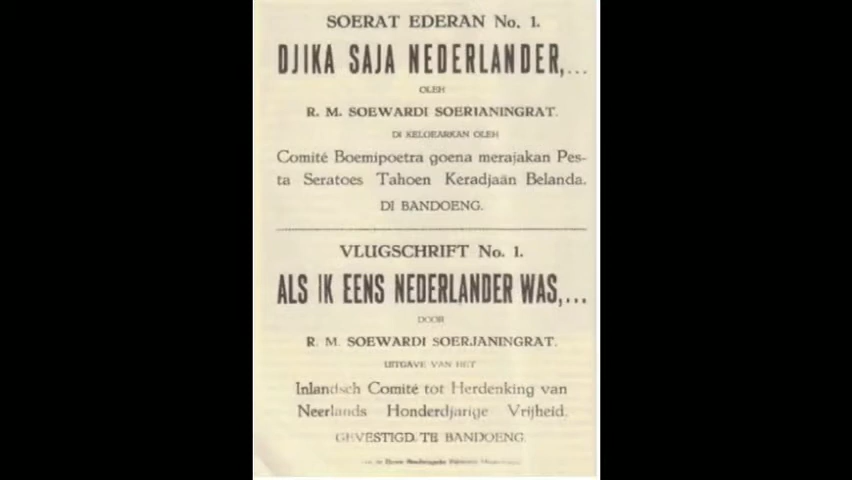 SOERAT EDERAN No. 1.
DJIKA SAJA NEDERLANDER,...
OLEH
R. M. SOEWARDI SOERIANINGRAT.
DI KELOEARKAN OLEH
Comité Boemipoetra goena merajakan Pes-
ta Seratoes Tahoen Keradjaän Belanda.
DI BANDOENG.
VLUGSCHRIFT No. 1.
ALS IK EENS NEDERLANDER WAS,...
DOOR
R. M. SOEWARDI SOERJANINGRAT.
UITGAVE VAN HET
Inlandsch Comité tot Herdenking van
Neerlands Honderdjarige Vrijheid.
GEVESTIGD TE BANDOENG.